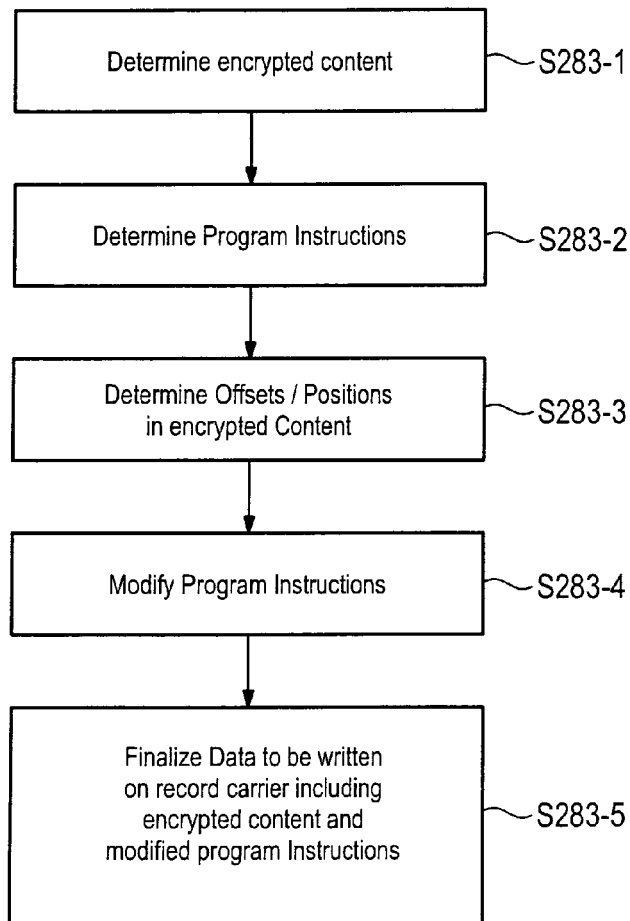 Determine encrypted content
S283-1
Determine Program Instructions
S283-2
Determine Offsets / Positions
in encrypted Content
S283-3
Modify Program Instructions
S283-4
Finalize Data to be written
on record carrier including
encrypted content and
modified program Instructions
S283-5